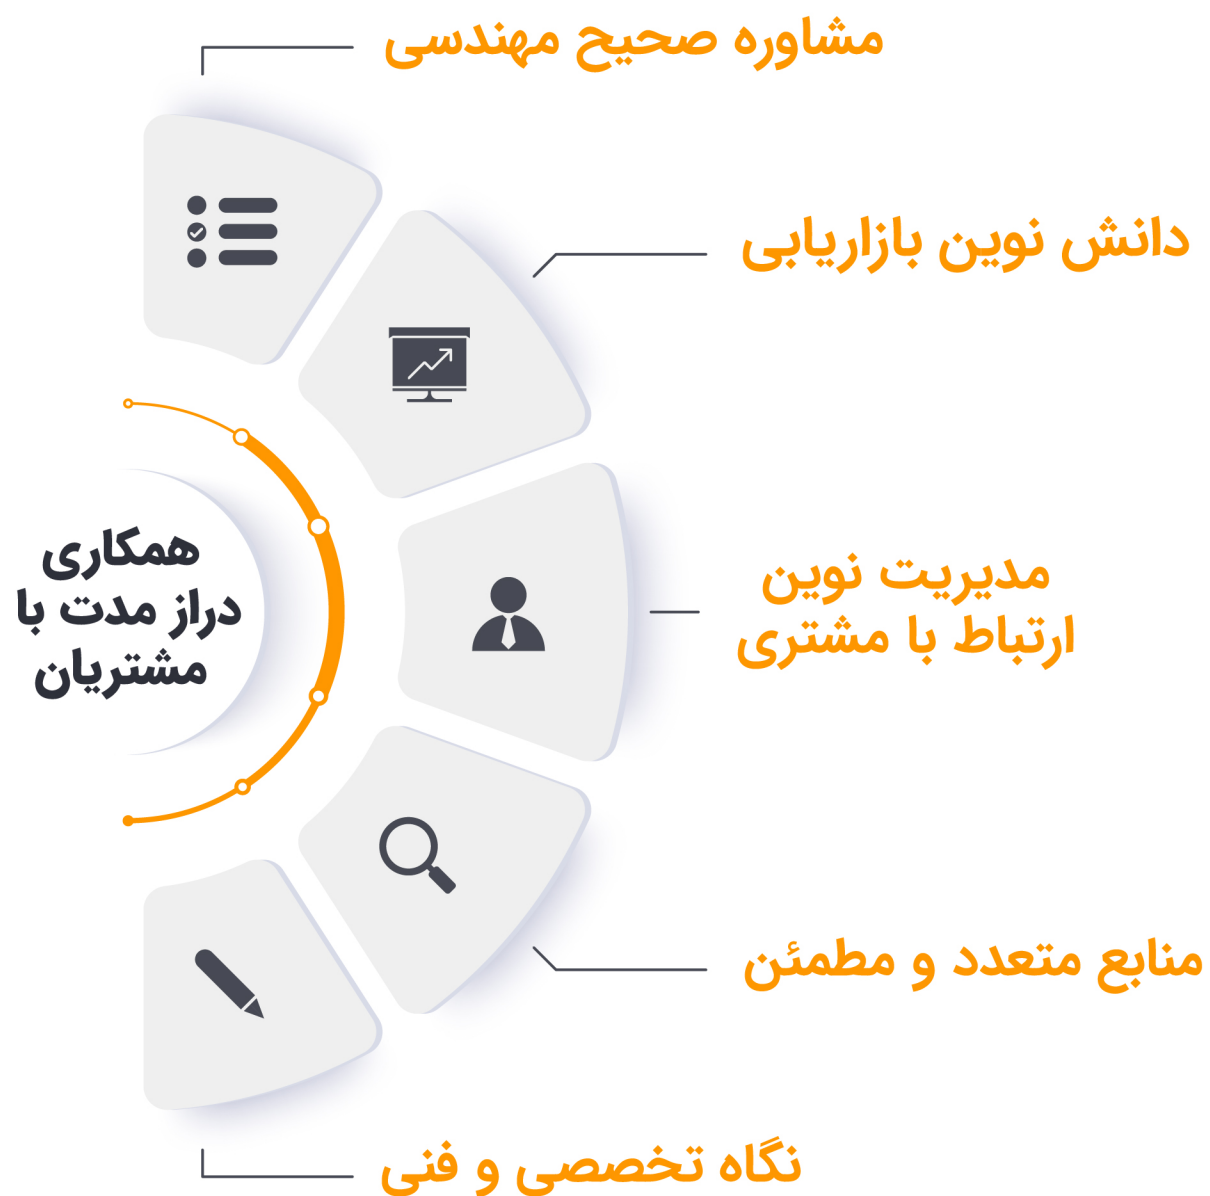 مشاوره صحیح مهندسی
دانش نوین بازاریابی
مدیریت نوین
ارتباط با مشتری
همکاری
دراز مدت با
مشتریان
منابع متعدد و مطمئن
نگاه تخصصی و فنی